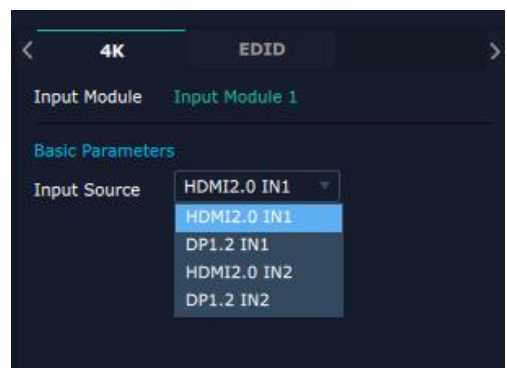 4K EDID
Input Module Input Module 1
Basic Parameters
Input Source HDMI2.0 IN1
HDMI2.0 IN1
DP1.2 IN1
HDMI2.0 IN2
DP1.2 IN2